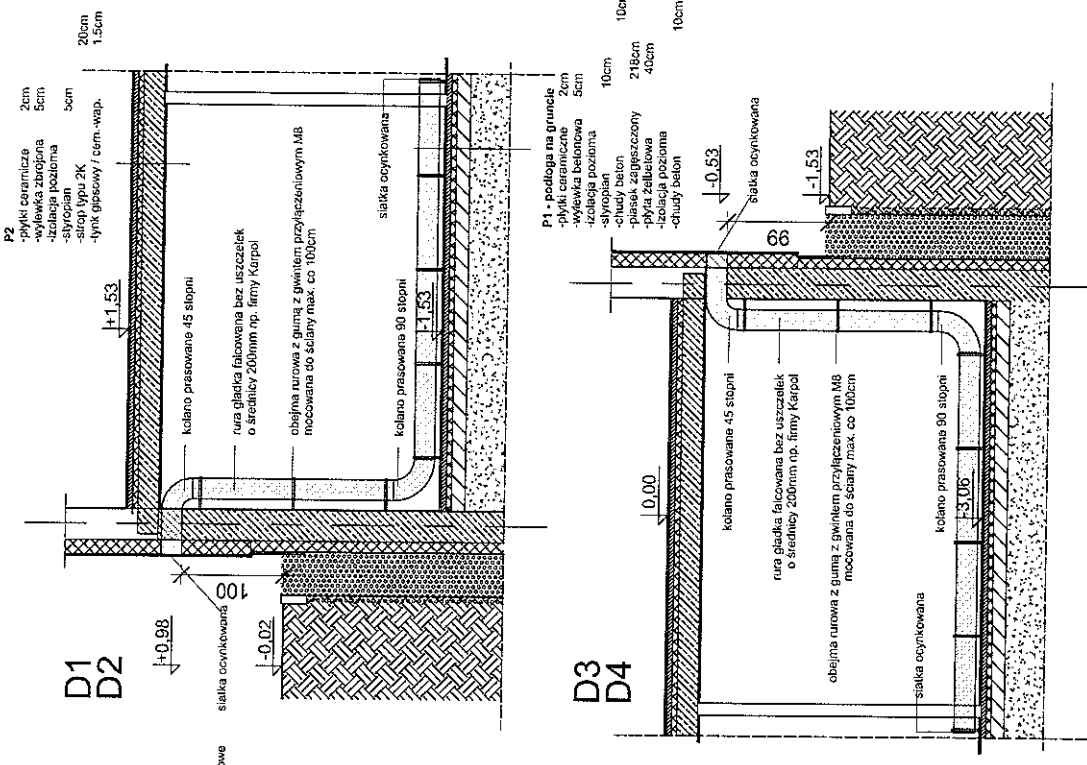 P2
-płytki ceramicze 2cm
-wylewka zbrojona 5cm
-izolacja pozioma
-styropian 5cm
-strop typu 2K 20cm
-tynk gipsowy / cem.-wap. 1.5cm
D1
D2
+1,53
kolano prasowane 45 stopni
rura gładka falcowana bez uszczelek
o średnicy 200mm np. firmy Karpol
obejma rurowa z gwintem przyłączeniowym M8
mocowana do ściany max. co 100cm
siatka ocynkowana
kolano prasowane 90 stopni
-1,53
+0,98
100
-0,02
siatka ocynkowana
owe
P1 - podłoga na gruncie
-płytki ceramiczne 2cm
-wylewka betonowa 5cm
-izolacja pozioma
-styropian 10cm
-chudy beton 10cm
-piasek zagęszczony 218cm
-płyta żelbetowa 40cm
-izolacja pozioma
-chudy beton 10cm
D3
D4
0,00
-0,53
siatka ocynkowana
99
-1,53
kolano prasowane 45 stopni
rura gładka falcowana bez uszczelek
o średnicy 200mm np. firmy Karpol
obejma rurowa z gwintem przyłączeniowym M8
mocowana do ściany max. co 100cm
kolano prasowane 90 stopni
-3,06
siatka ocynkowana